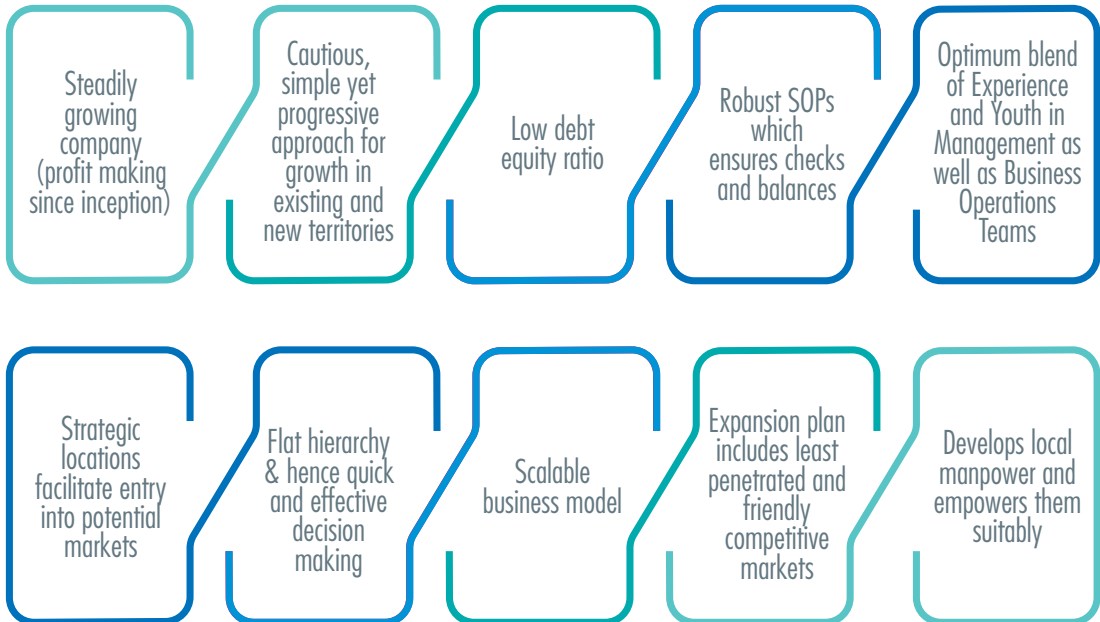 Steadily
growing
company
(profit making
since inception)
Cautious,
simple yet
progressive
approach for
growth in
existing and
new territories
Low debt
equity ratio
Robust SOPs
which
ensures checks
and balances
Optimum blend
of Experience
and Youth in
Management as
well as Business
Operations
Teams
Strategic
locations
facilitate entry
into potential
markets
Flat hierarchy
& hence quick
and effective
decision
making
Scalable
business model
Expansion plan
includes least
penetrated and
friendly
competitive
markets
Develops local
manpower and
empowers them
suitably